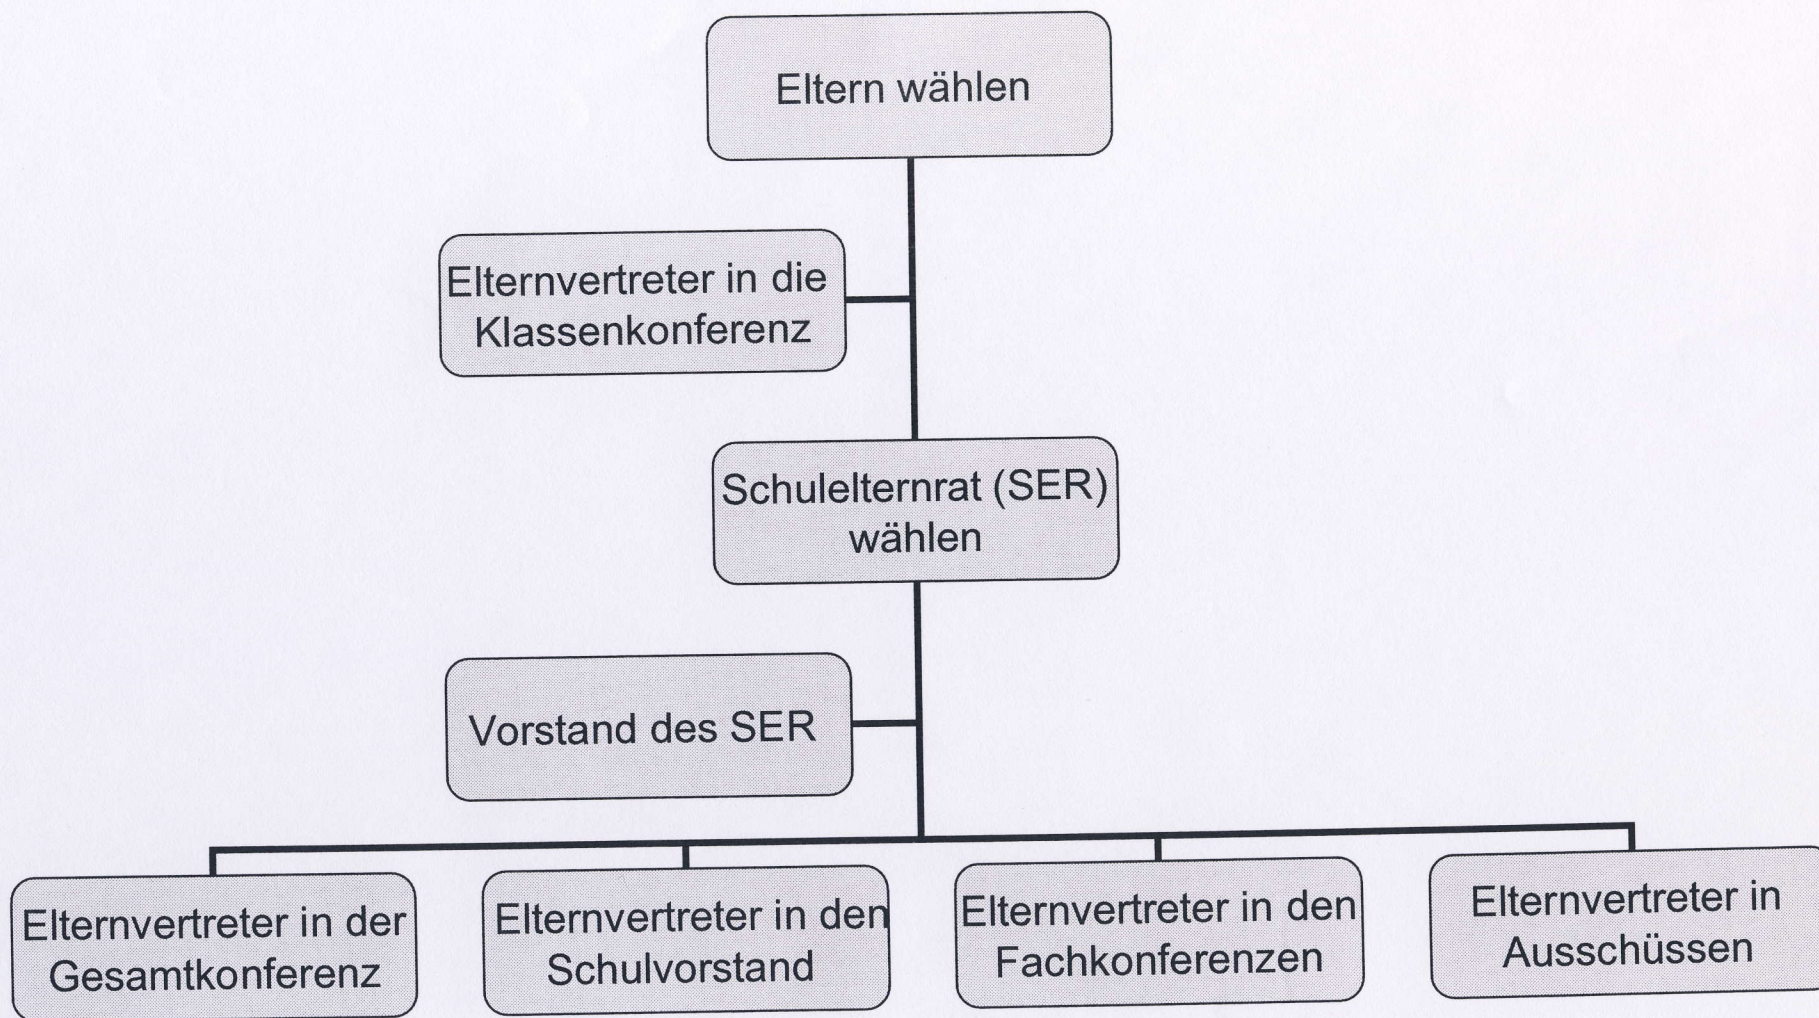 Eltern wählen
Elternvertreter in die
Klassenkonferenz
Schulelternrat (SER)
wählen
Vorstand des SER
Elternvertreter in der
Gesamtkonferenz
Elternvertreter in den
Schulvorstand
Elternvertreter in den
Fachkonferenzen
Elternvertreter in
Ausschüssen